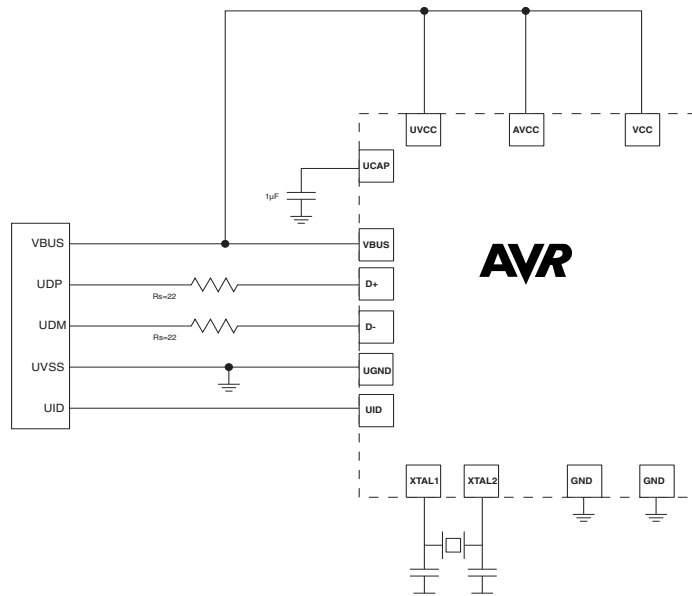 UVCC
AVCC
VCC
UCAP
1µF
VBUS
VBUS
AVR
UDP
Rs=22
D+
UDM
Rs=22
D-
UVSS
UGND
UID
UID
XTAL1
XTAL2
GND
GND